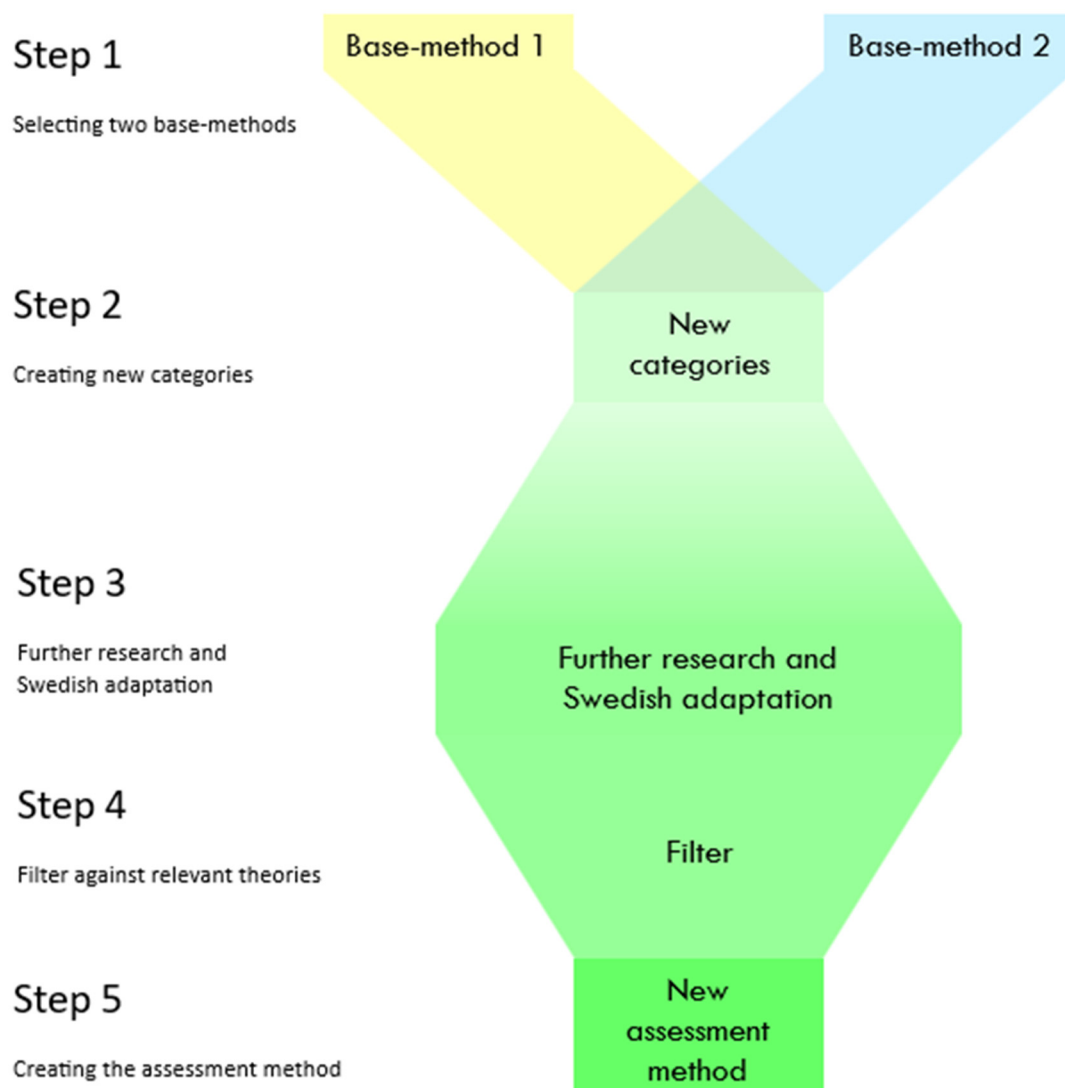 Base-method 1
Base-method 2
Step 1
Selecting two base-methods
Step 2
Creating new categories
New
categories
Step 3
Further research and
Swedish adaptation
Further research and
Swedish adaptation
Step 4
Filter against relevant theories
Filter
Step 5
Creating the assessment method
New
assessment
method